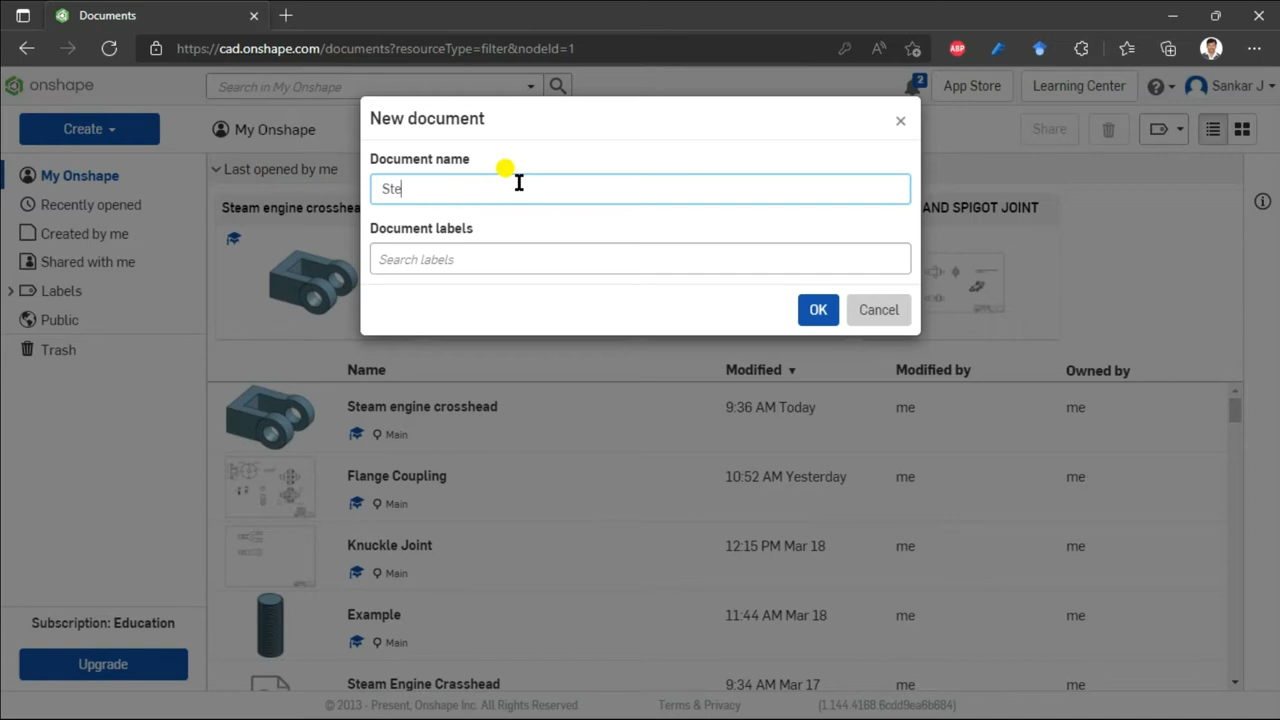 Documents
https://cad.onshape.com/documents?resourceType=filter&nodeId=1
ABP
onshape
Search in My Onshape
2
App Store
Learning Center
Sankar J
Create
My Onshape
Share
New document
Document name
Ste
Document labels
Search labels
OK
Cancel
My Onshape
Recently opened
Created by me
Shared with me
Labels
Public
Trash
Last opened by me
Steam engine crosshea
AND SPIGOT JOINT
Name
Modified
Modified by
Owned by
Steam engine crosshead
Main
9:36 AM Today
me
me
Flange Coupling
Main
10:52 AM Yesterday
me
me
Knuckle Joint
Main
12:15 PM Mar 18
me
me
Example
Main
11:44 AM Mar 18
me
me
Steam Engine Crasshead
9:34 AM Mar 17
me
me
Subscription: Education
Upgrade
© 2013 - Present, Onshape Inc. All Rights Reserved.
Terms & Privacy
(1.144.4168.6cdd9ea6b684)